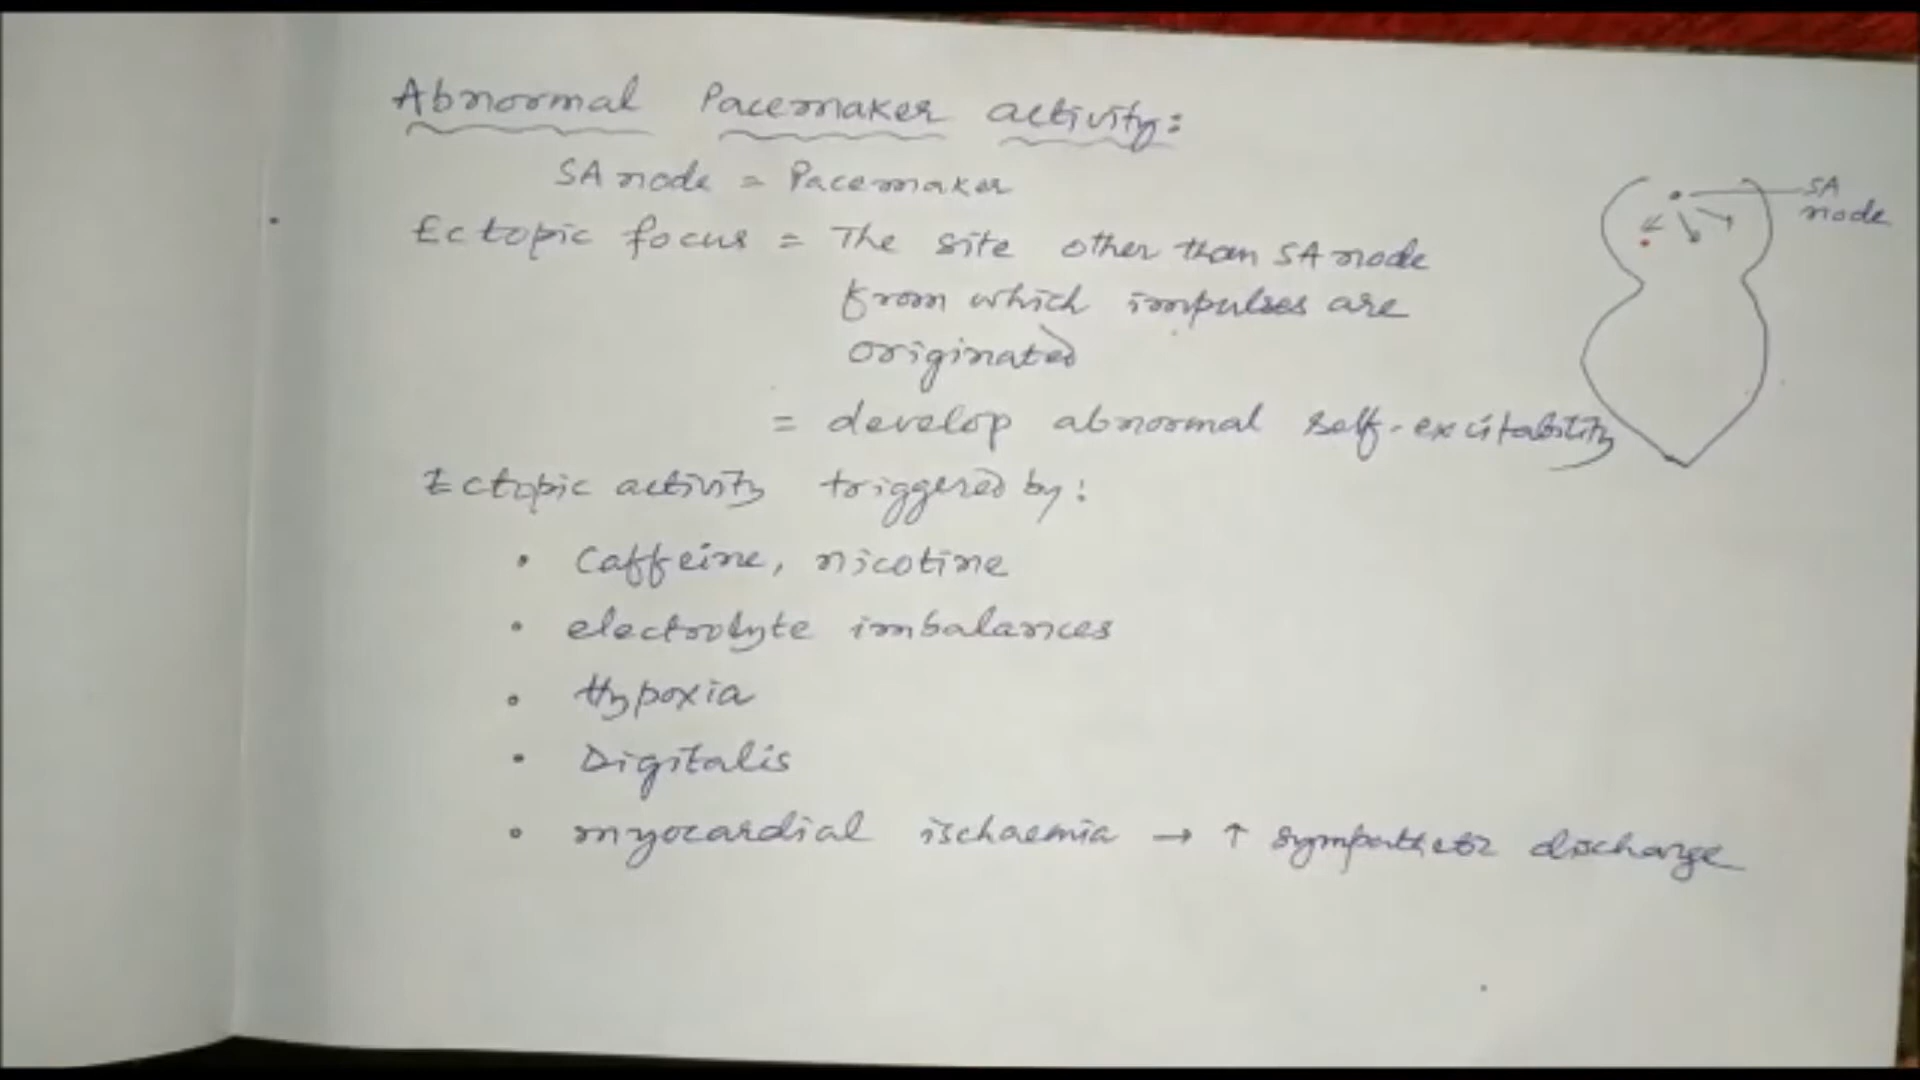 Abnormal Pacemaker activity:
SA node = Pacemaker
Ectopic focus = The site other than SA node
from which impulses are
originated
= develop abnormal self-excitability
Ectopic activity triggered by:
• Caffeine, nicotine
• electrolyte imbalances
• Hypoxia
• Digitalis
• myocardial ischaemia → ↑ sympathetic discharge
SA
node